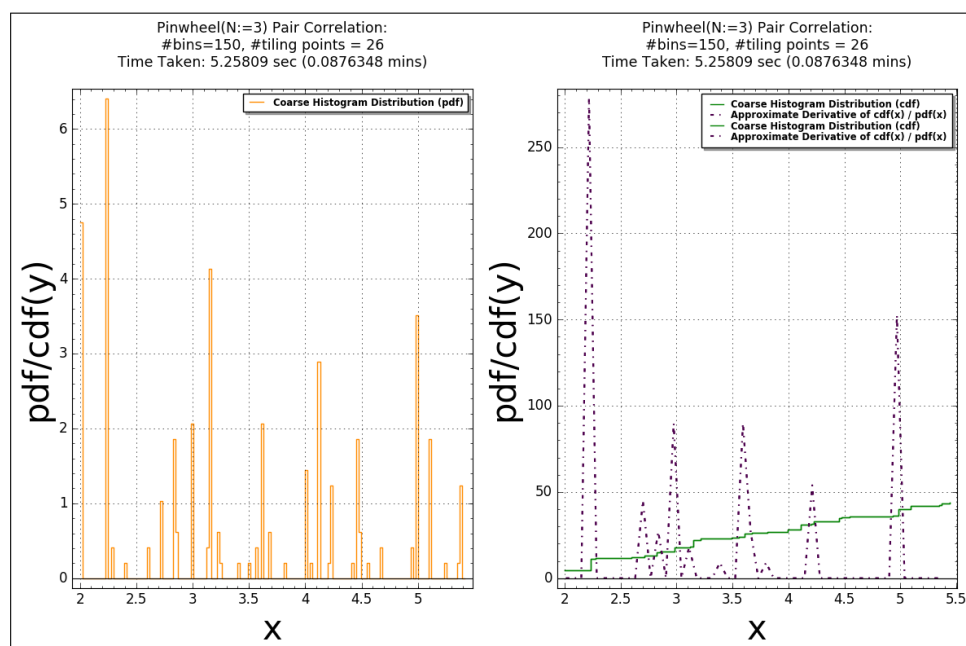 Pinwheel(N:=3) Pair Correlation:
#bins=150, #tiling points = 26
Time Taken: 5.25809 sec (0.0876348 mins)
Coarse Histogram Distribution (pdf)
pdf/cdf(y)
6
5
4
3
2
1
0
2
2.5
3
3.5
4
4.5
5
x
Pinwheel(N:=3) Pair Correlation:
#bins=150, #tiling points = 26
Time Taken: 5.25809 sec (0.0876348 mins)
Coarse Histogram Distribution (cdf)
Approximate Derivative of cdf(x) / pdf(x)
Coarse Histogram Distribution (cdf)
Approximate Derivative of cdf(x) / pdf(x)
pdf/cdf(y)
250
200
150
100
50
0
2
2.5
3
3.5
4
4.5
5
5.5
x